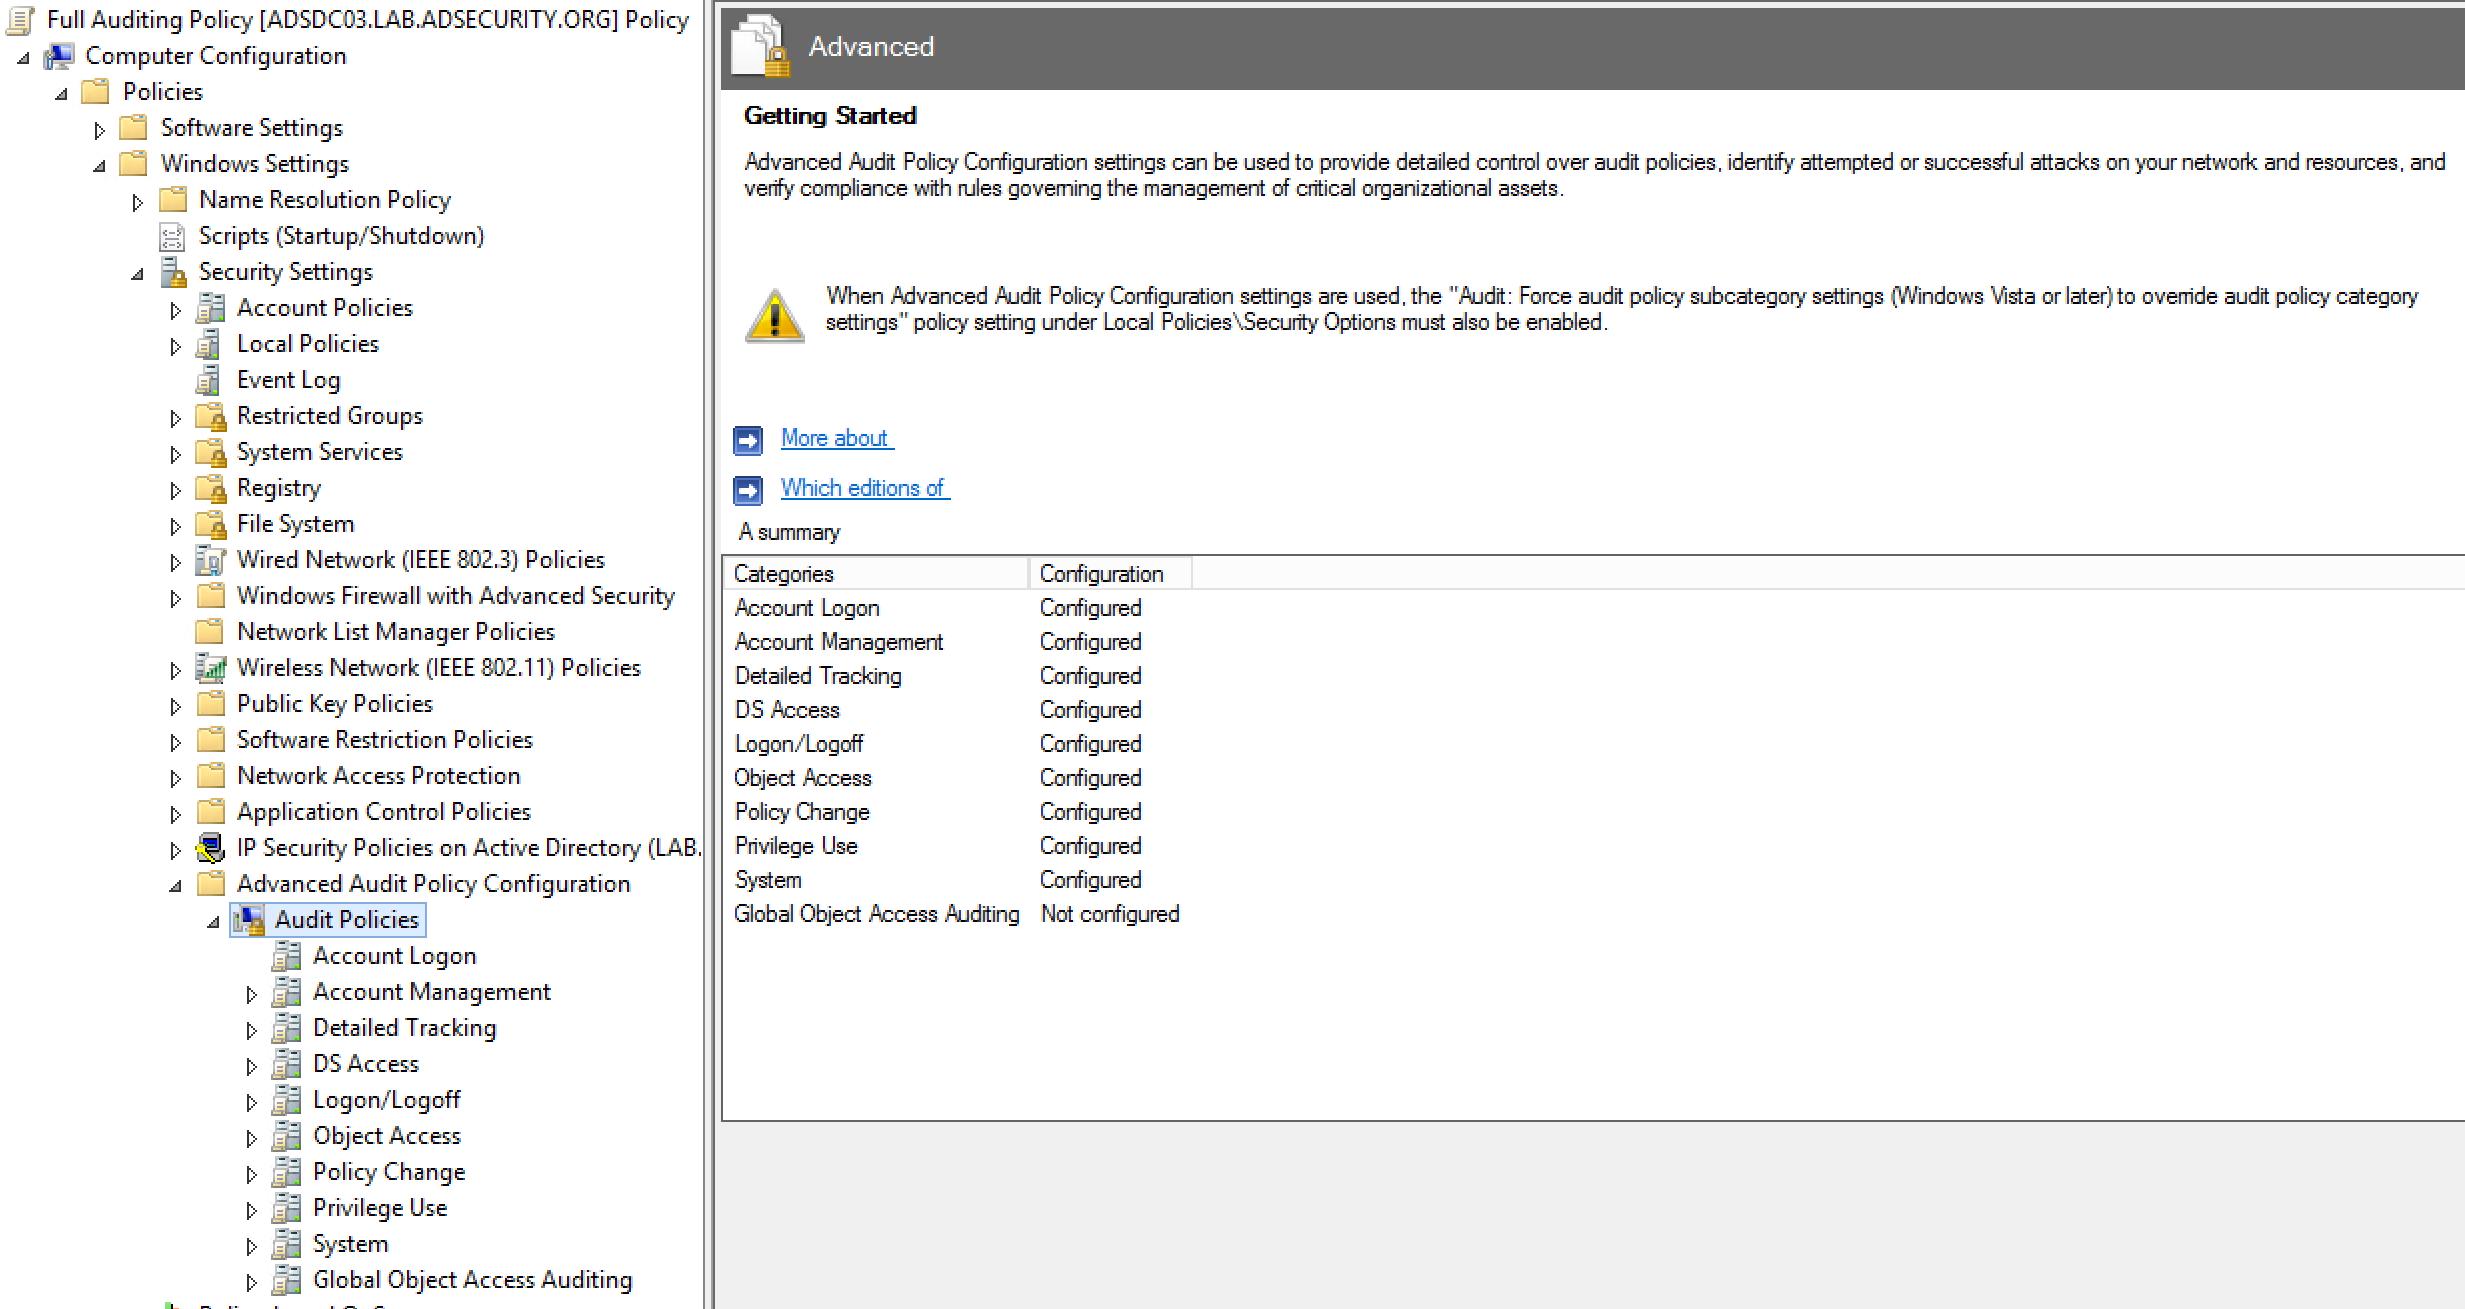 Full Auditing Policy [ADSDC03.LAB.ADSECURITY.ORG] Policy
Computer Configuration
Policies
Software Settings
Windows Settings
Name Resolution Policy
Scripts (Startup/Shutdown)
Security Settings
Account Policies
Local Policies
Event Log
Restricted Groups
System Services
Registry
File System
Wired Network (IEEE 802.3) Policies
Windows Firewall with Advanced Security
Network List Manager Policies
Wireless Network (IEEE 802.11) Policies
Public Key Policies
Software Restriction Policies
Network Access Protection
Application Control Policies
IP Security Policies on Active Directory (LAB.
Advanced Audit Policy Configuration
Audit Policies
Account Logon
Account Management
Detailed Tracking
DS Access
Logon/Logoff
Object Access
Policy Change
Privilege Use
System
Global Object Access Auditing
Advanced
Getting Started
Advanced Audit Policy Configuration settings can be used to provide detailed control over audit policies, identify attempted or successful attacks on your network and resources, and
verify compliance with rules governing the management of critical organizational assets.
When Advanced Audit Policy Configuration settings are used, the "Audit: Force audit policy subcategory settings (Windows Vista or later) to override audit policy category
settings" policy setting under Local Policies\Security Options must also be enabled.
More about
Which editions of
A summary
Categories Configuration
Account Logon Configured
Account Management Configured
Detailed Tracking Configured
DS Access Configured
Logon/Logoff Configured
Object Access Configured
Policy Change Configured
Privilege Use Configured
System Configured
Global Object Access Auditing Not configured